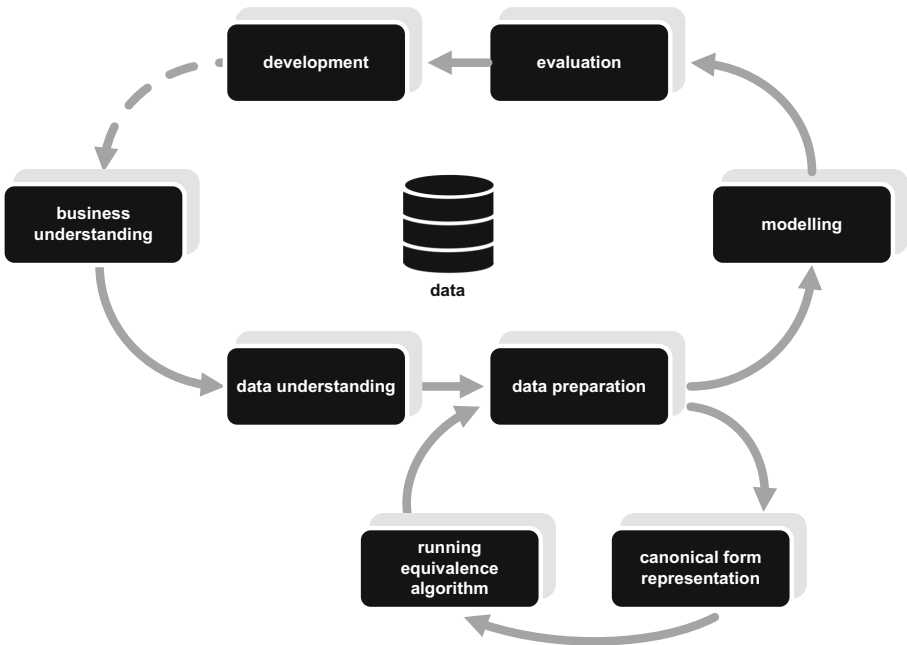 development
evaluation
business
understanding
modelling
data
data understanding
data preparation
running
equivalence
algorithm
canonical form
representation